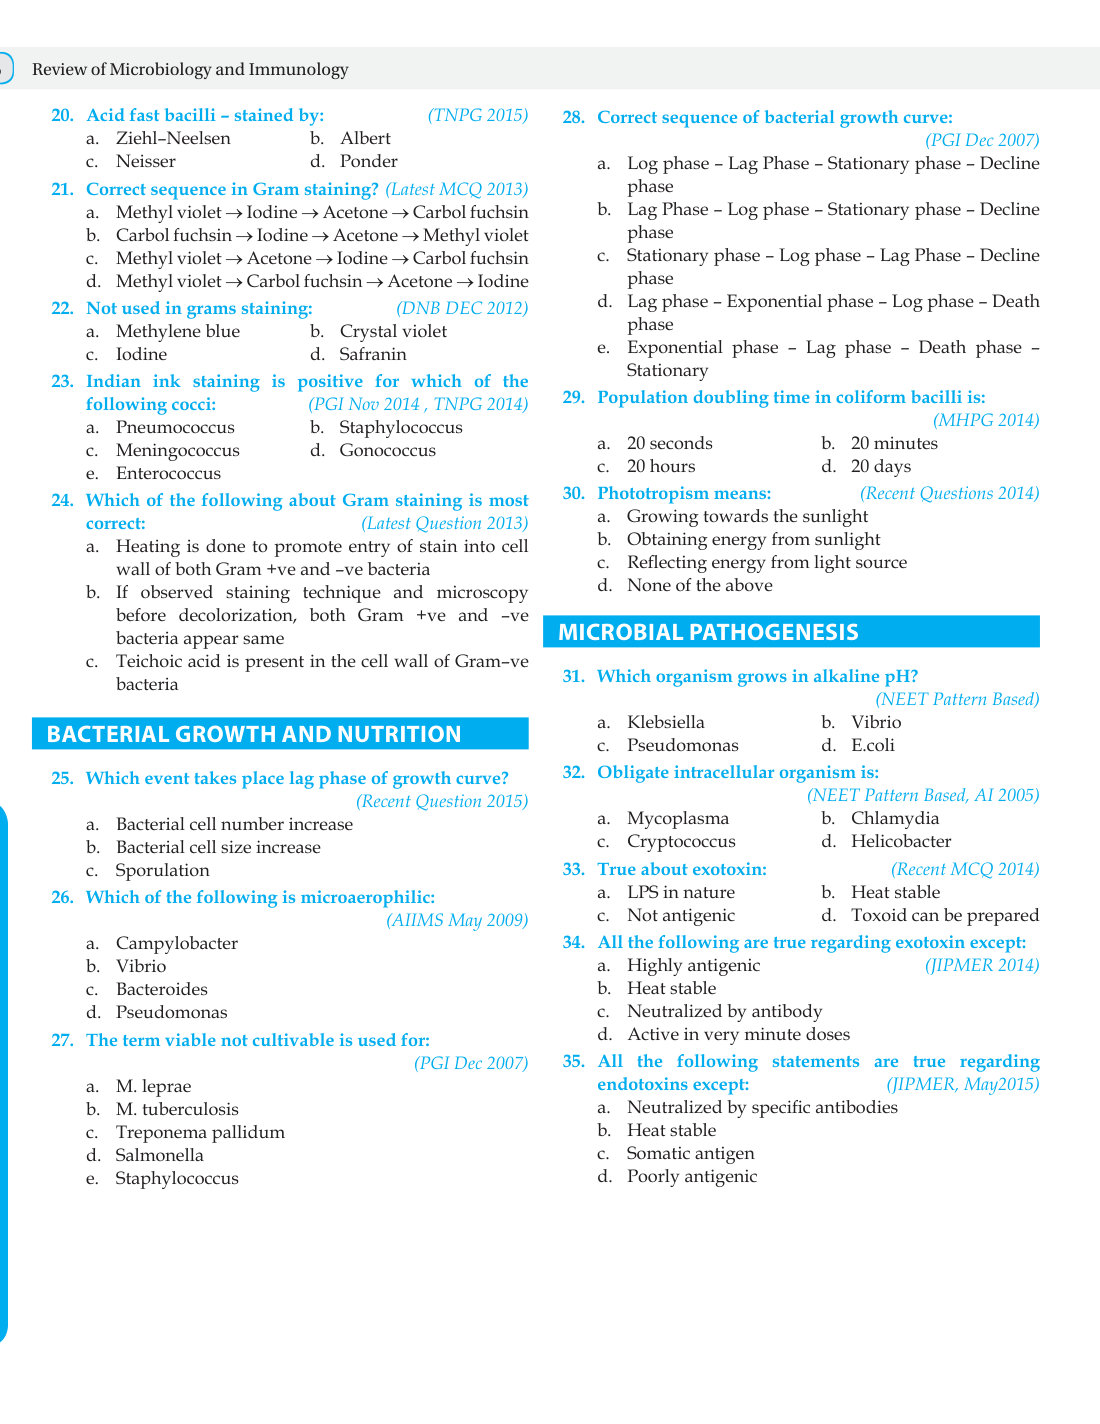 Review of Microbiology and Immunology
20. Acid fast bacilli – stained by: (TNPG 2015)
a. Ziehl–Neelsen b. Albert
c. Neisser d. Ponder
21. Correct sequence in Gram staining? (Latest MCQ 2013)
a. Methyl violet → Iodine → Acetone → Carbol fuchsin
b. Carbol fuchsin → Iodine → Acetone → Methyl violet
c. Methyl violet → Acetone → Iodine → Carbol fuchsin
d. Methyl violet → Carbol fuchsin → Acetone → Iodine
22. Not used in grams staining: (DNB DEC 2012)
a. Methylene blue b. Crystal violet
c. Iodine d. Safranin
23. Indian ink staining is positive for which of the
following cocci: (PGI Nov 2014 , TNPG 2014)
a. Pneumococcus b. Staphylococcus
c. Meningococcus d. Gonococcus
e. Enterococcus
24. Which of the following about Gram staining is most
correct: (Latest Question 2013)
a. Heating is done to promote entry of stain into cell
wall of both Gram +ve and –ve bacteria
b. If observed staining technique and microscopy
before decolorization, both Gram +ve and –ve
bacteria appear same
c. Teichoic acid is present in the cell wall of Gram–ve
bacteria
BACTERIAL GROWTH AND NUTRITION
25. Which event takes place lag phase of growth curve?
(Recent Question 2015)
a. Bacterial cell number increase
b. Bacterial cell size increase
c. Sporulation
26. Which of the following is microaerophilic:
(AIIMS May 2009)
a. Campylobacter
b. Vibrio
c. Bacteroides
d. Pseudomonas
27. The term viable not cultivable is used for:
(PGI Dec 2007)
a. M. leprae
b. M. tuberculosis
c. Treponema pallidum
d. Salmonella
e. Staphylococcus
28. Correct sequence of bacterial growth curve:
(PGI Dec 2007)
a. Log phase – Lag Phase – Stationary phase – Decline
phase
b. Lag Phase – Log phase – Stationary phase – Decline
phase
c. Stationary phase – Log phase – Lag Phase – Decline
phase
d. Lag phase – Exponential phase – Log phase – Death
phase
e. Exponential phase – Lag phase – Death phase –
Stationary
29. Population doubling time in coliform bacilli is:
(MHPG 2014)
a. 20 seconds b. 20 minutes
c. 20 hours d. 20 days
30. Phototropism means: (Recent Questions 2014)
a. Growing towards the sunlight
b. Obtaining energy from sunlight
c. Reflecting energy from light source
d. None of the above
MICROBIAL PATHOGENESIS
31. Which organism grows in alkaline pH?
(NEET Pattern Based)
a. Klebsiella b. Vibrio
c. Pseudomonas d. E.coli
32. Obligate intracellular organism is:
(NEET Pattern Based, AI 2005)
a. Mycoplasma b. Chlamydia
c. Cryptococcus d. Helicobacter
33. True about exotoxin: (Recent MCQ 2014)
a. LPS in nature b. Heat stable
c. Not antigenic d. Toxoid can be prepared
34. All the following are true regarding exotoxin except:
a. Highly antigenic (JIPMER 2014)
b. Heat stable
c. Neutralized by antibody
d. Active in very minute doses
35. All the following statements are true regarding
endotoxins except: (JIPMER, May2015)
a. Neutralized by specific antibodies
b. Heat stable
c. Somatic antigen
d. Poorly antigenic